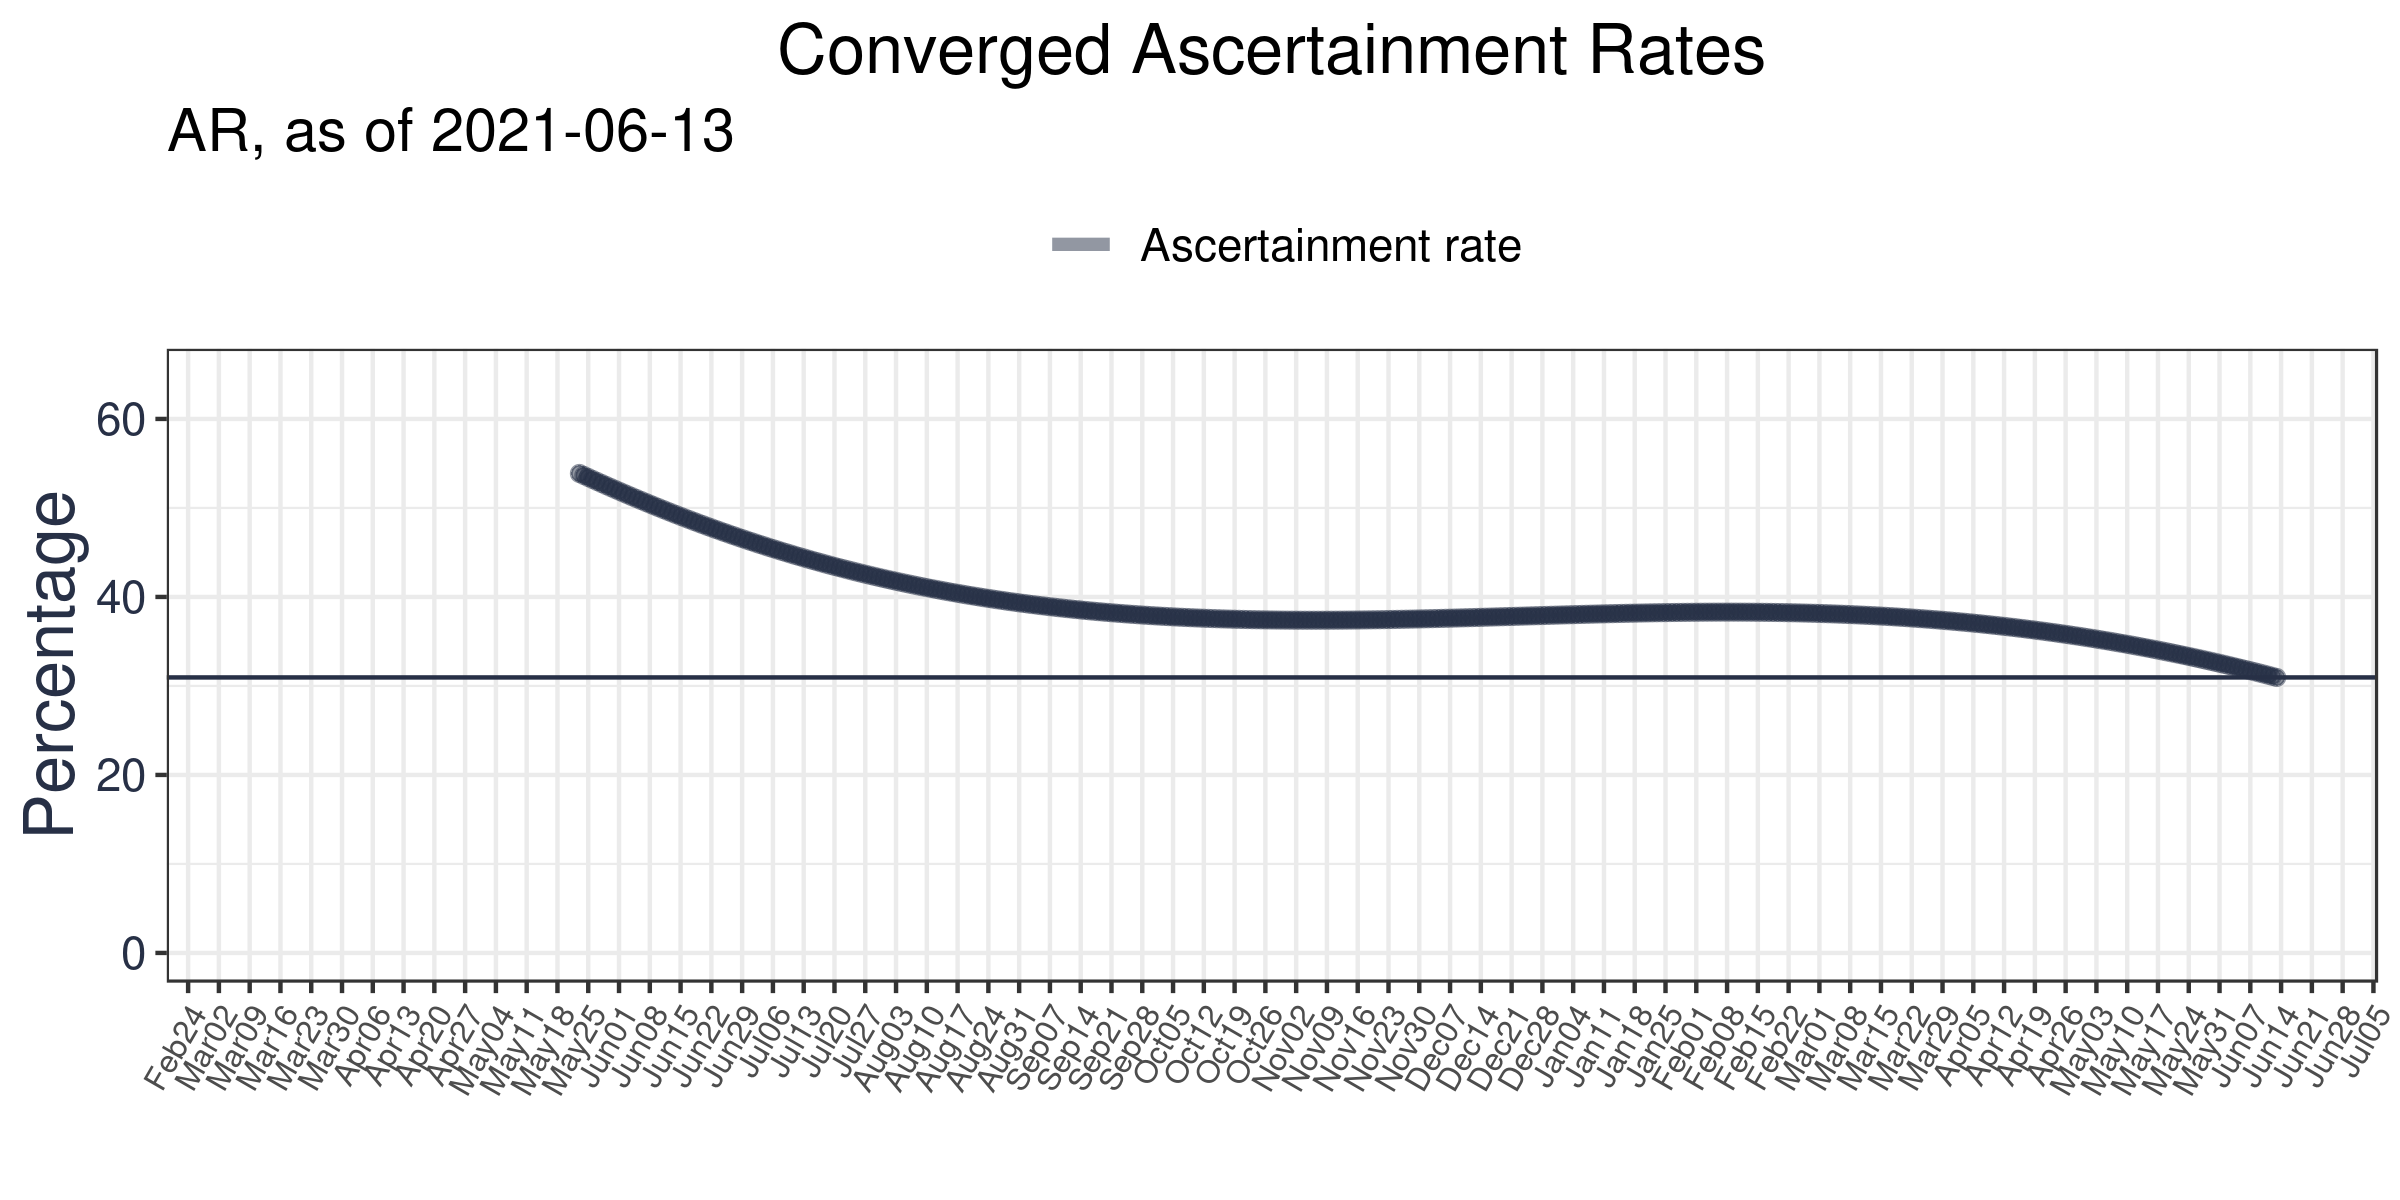 Converged Ascertainment Rates
AR, as of 2021-06-13
Ascertainment rate
Percentage
60
40
20
0
Feb24
Mar02
Mar09
Mar16
Mar23
Mar30
Apr06
Apr13
Apr20
Apr27
May04
May11
May18
May25
Jun01
Jun08
Jun15
Jun22
Jun29
Jul06
Jul13
Jul20
Jul27
Aug03
Aug10
Aug17
Aug24
Aug31
Sep07
Sep14
Sep21
Sep28
Oct05
Oct12
Oct19
Oct26
Nov02
Nov09
Nov16
Nov23
Nov30
Dec07
Dec14
Dec21
Dec28
Jan04
Jan11
Jan18
Jan25
Feb01
Feb08
Feb15
Feb22
Mar01
Mar08
Mar15
Mar22
Mar29
Apr05
Apr12
Apr19
Apr26
May03
May10
May17
May24
May31
Jun07
Jun14
Jun21
Jun28
Jul05